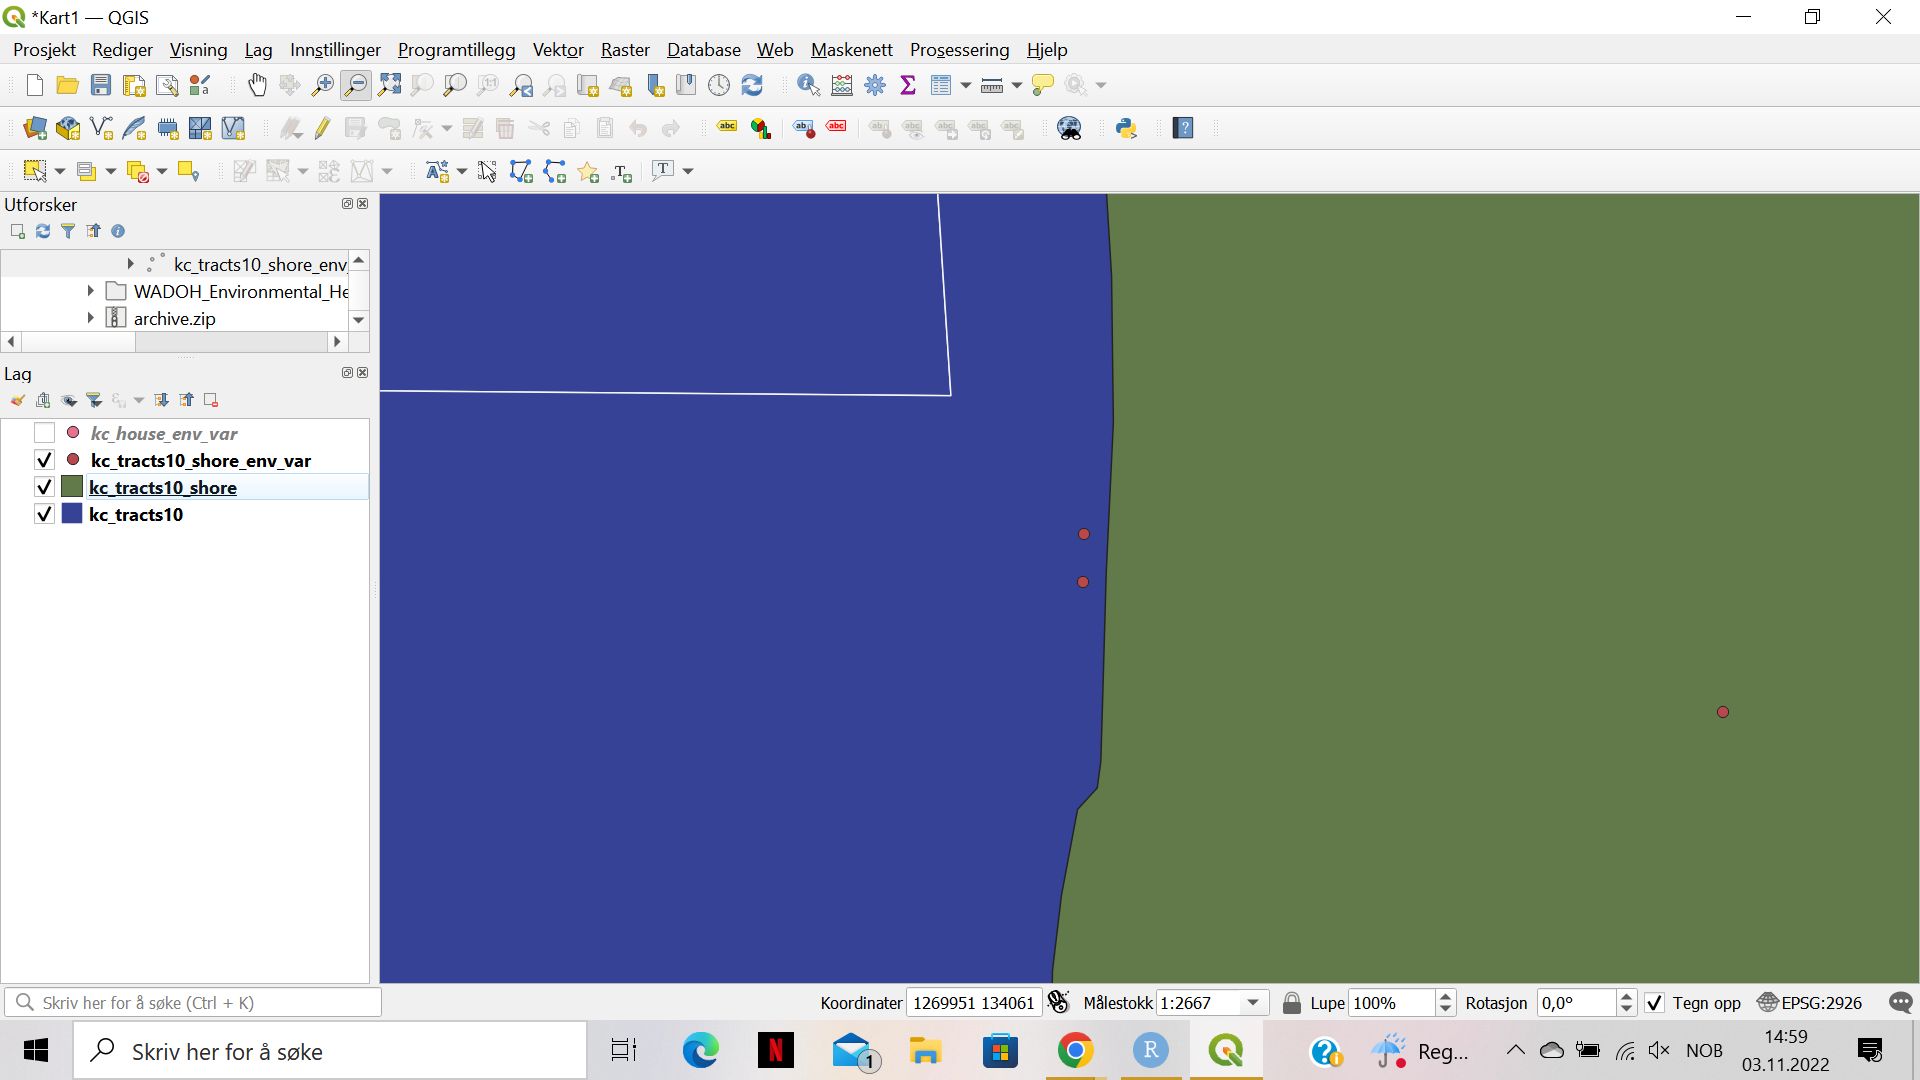 *Kart1 — QGIS
Prosjekt Rediger Visning Lag Innstillinger Programtillegg Vektor Raster Database Web Maskenett Prosessering Hjelp
Utforsker
kc_tracts10_shore_env_
WADOH_Environmental_He
archive.zip
Lag
kc_house_env_var
kc_tracts10_shore_env_var
kc_tracts10_shore
kc_tracts10
Skriv her for å søke (Ctrl + K)
Koordinater 1269951 134061 Målestokk 1:2667 Lupe 100% Rotasjon 0,0° Tegn opp EPSG:2926
Skriv her for å søke
N
1
R
Reg...
NOB
14:59
03.11.2022